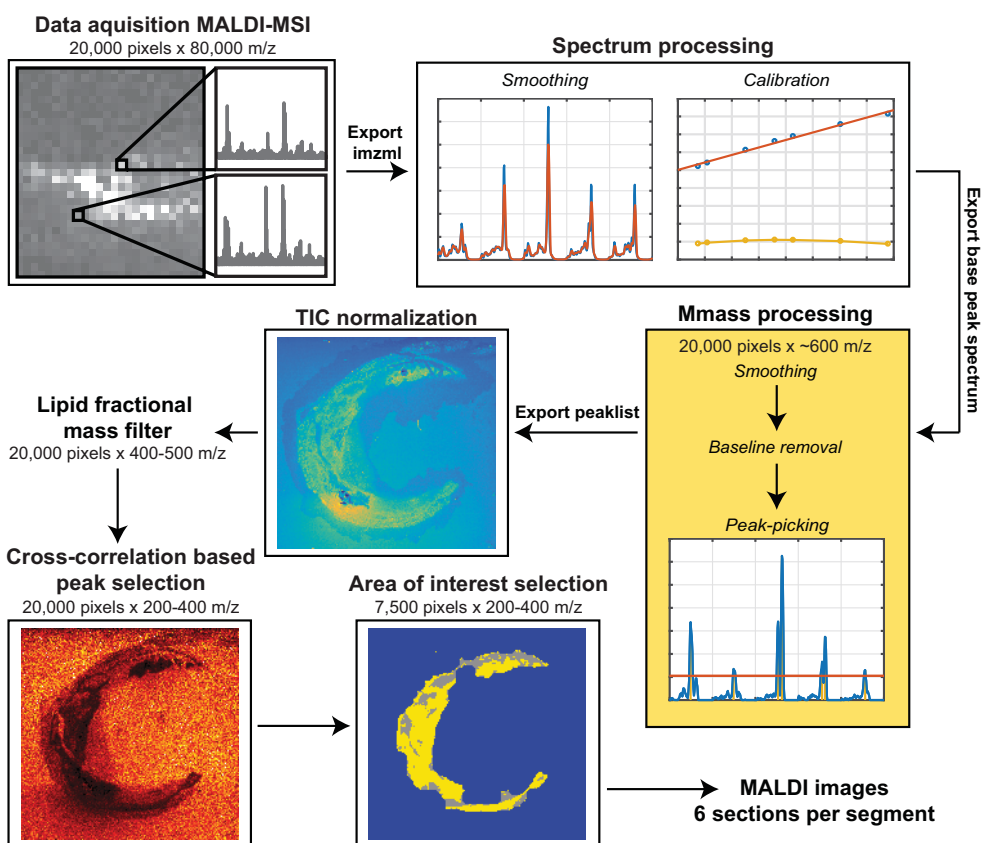 Data aquisition MALDI-MSI
20,000 pixels x 80,000 m/z
Export
imzml
Spectrum processing
Smoothing
Calibration
Export base peak spectrum
Mmass processing
20,000 pixels x ~600 m/z
Smoothing
Baseline removal
Peak-picking
Export peaklist
TIC normalization
Lipid fractional
mass filter
20,000 pixels x 400-500 m/z
Cross-correlation based
peak selection
20,000 pixels x 200-400 m/z
Area of interest selection
7,500 pixels x 200-400 m/z
MALDI images
6 sections per segment